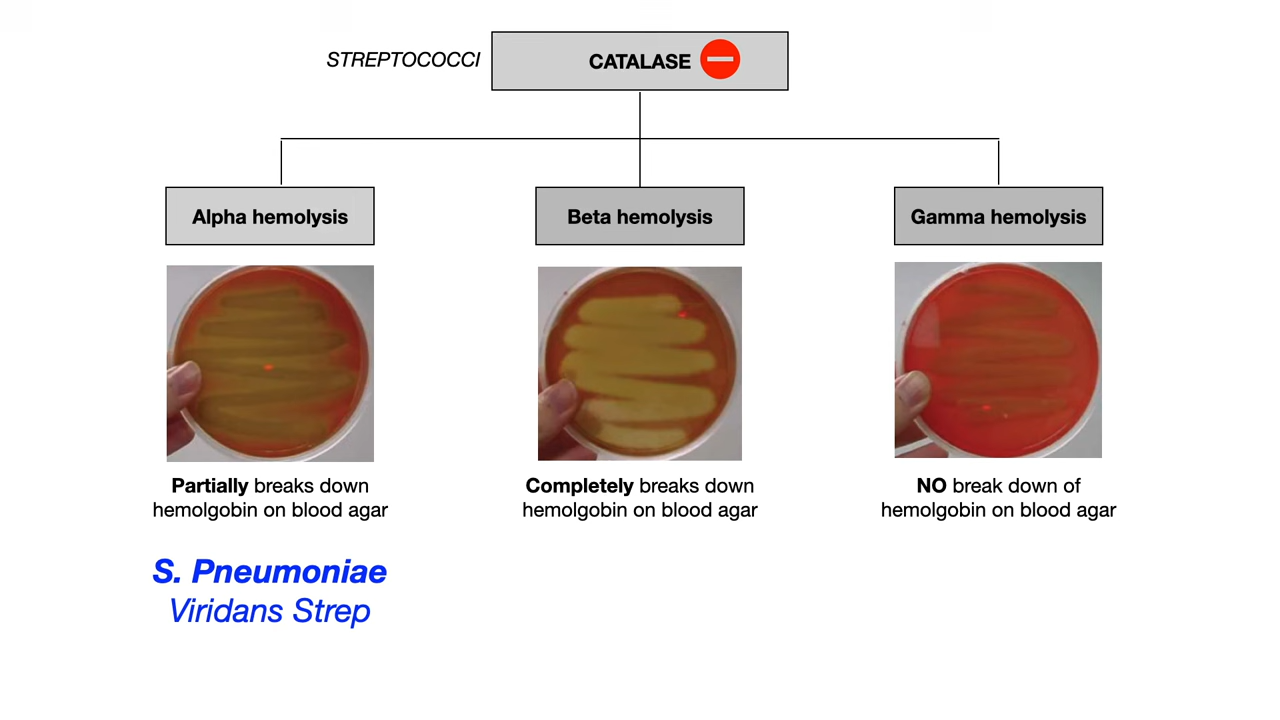 STREPTOCOCCI
CATALASE
Alpha hemolysis
Beta hemolysis
Gamma hemolysis
Partially breaks down
hemolgobin on blood agar
Completely breaks down
hemolgobin on blood agar
NO break down of
hemolgobin on blood agar
S. Pneumoniae
Viridans Strep